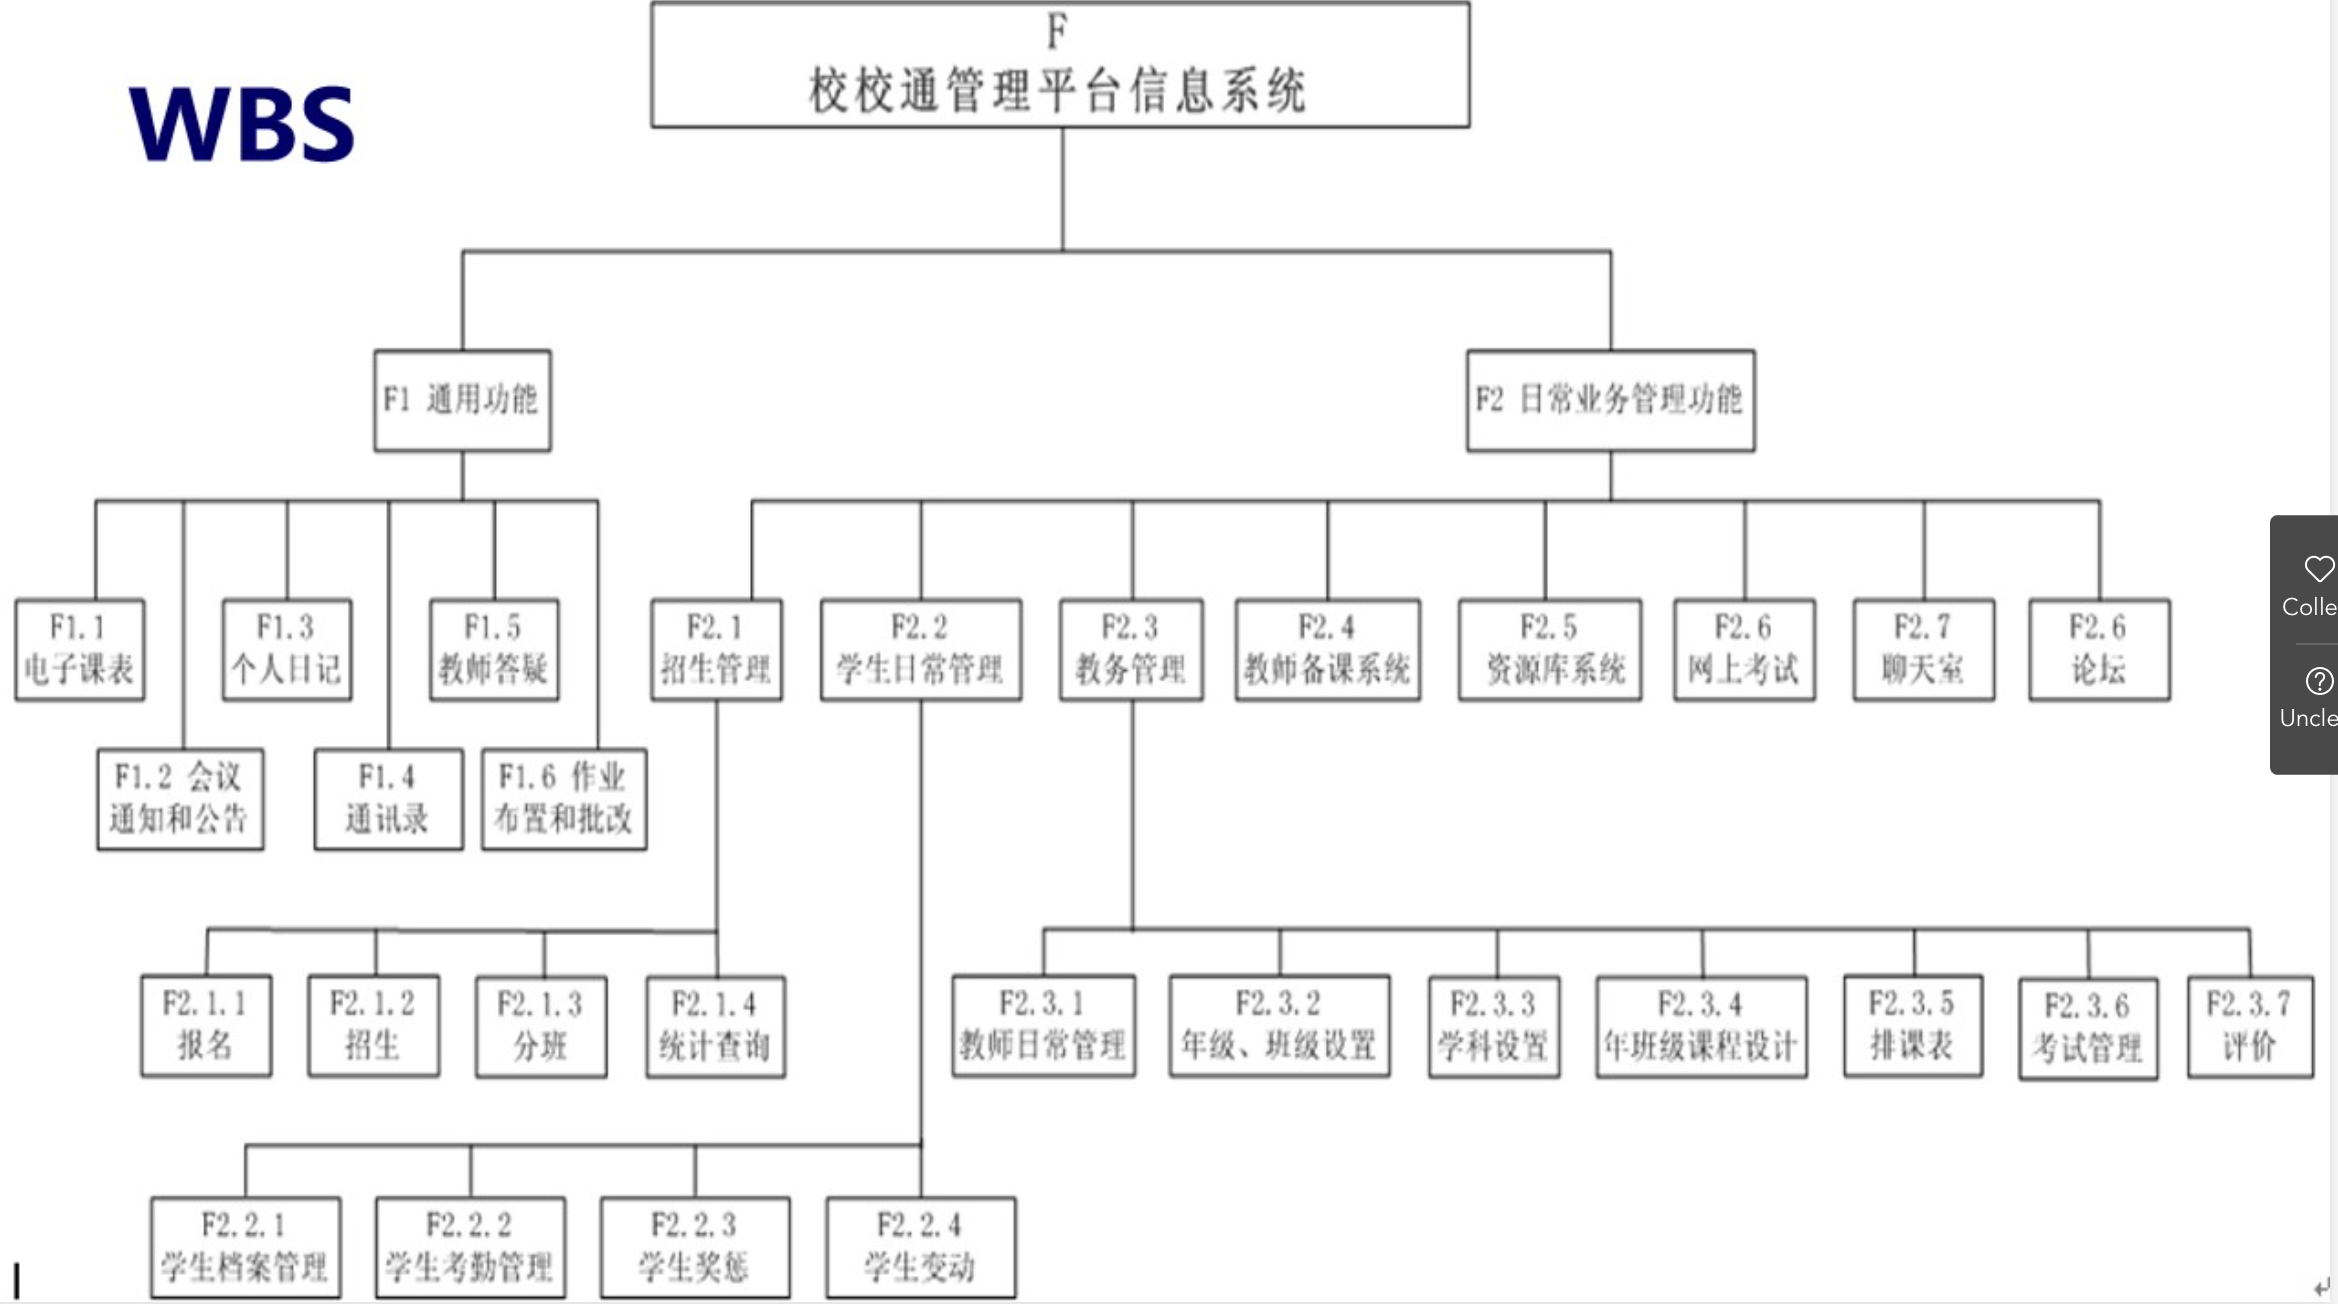 WBS
F
校校通管理平台信息系统
F1 通用功能
F2 日常业务管理功能
F1.1
电子课表
F1.3
个人日记
F1.5
教师答疑
F2.1
招生管理
F2.2
学生日常管理
F2.3
教务管理
F2.4
教师备课系统
F2.5
资源库系统
F2.6
网上考试
F2.7
聊天室
F2.6
论坛
F1.2 会议
通知和公告
F1.4
通讯录
F1.6 作业
布置和批改
F2.1.1
报名
F2.1.2
招生
F2.1.3
分班
F2.1.4
统计查询
F2.3.1
教师日常管理
F2.3.2
年级、班级设置
F2.3.3
学科设置
F2.3.4
年班级课程设计
F2.3.5
排课表
F2.3.6
考试管理
F2.3.7
评价
F2.2.1
学生档案管理
F2.2.2
学生考勤管理
F2.2.3
学生奖惩
F2.2.4
学生变动
Colle
Uncle